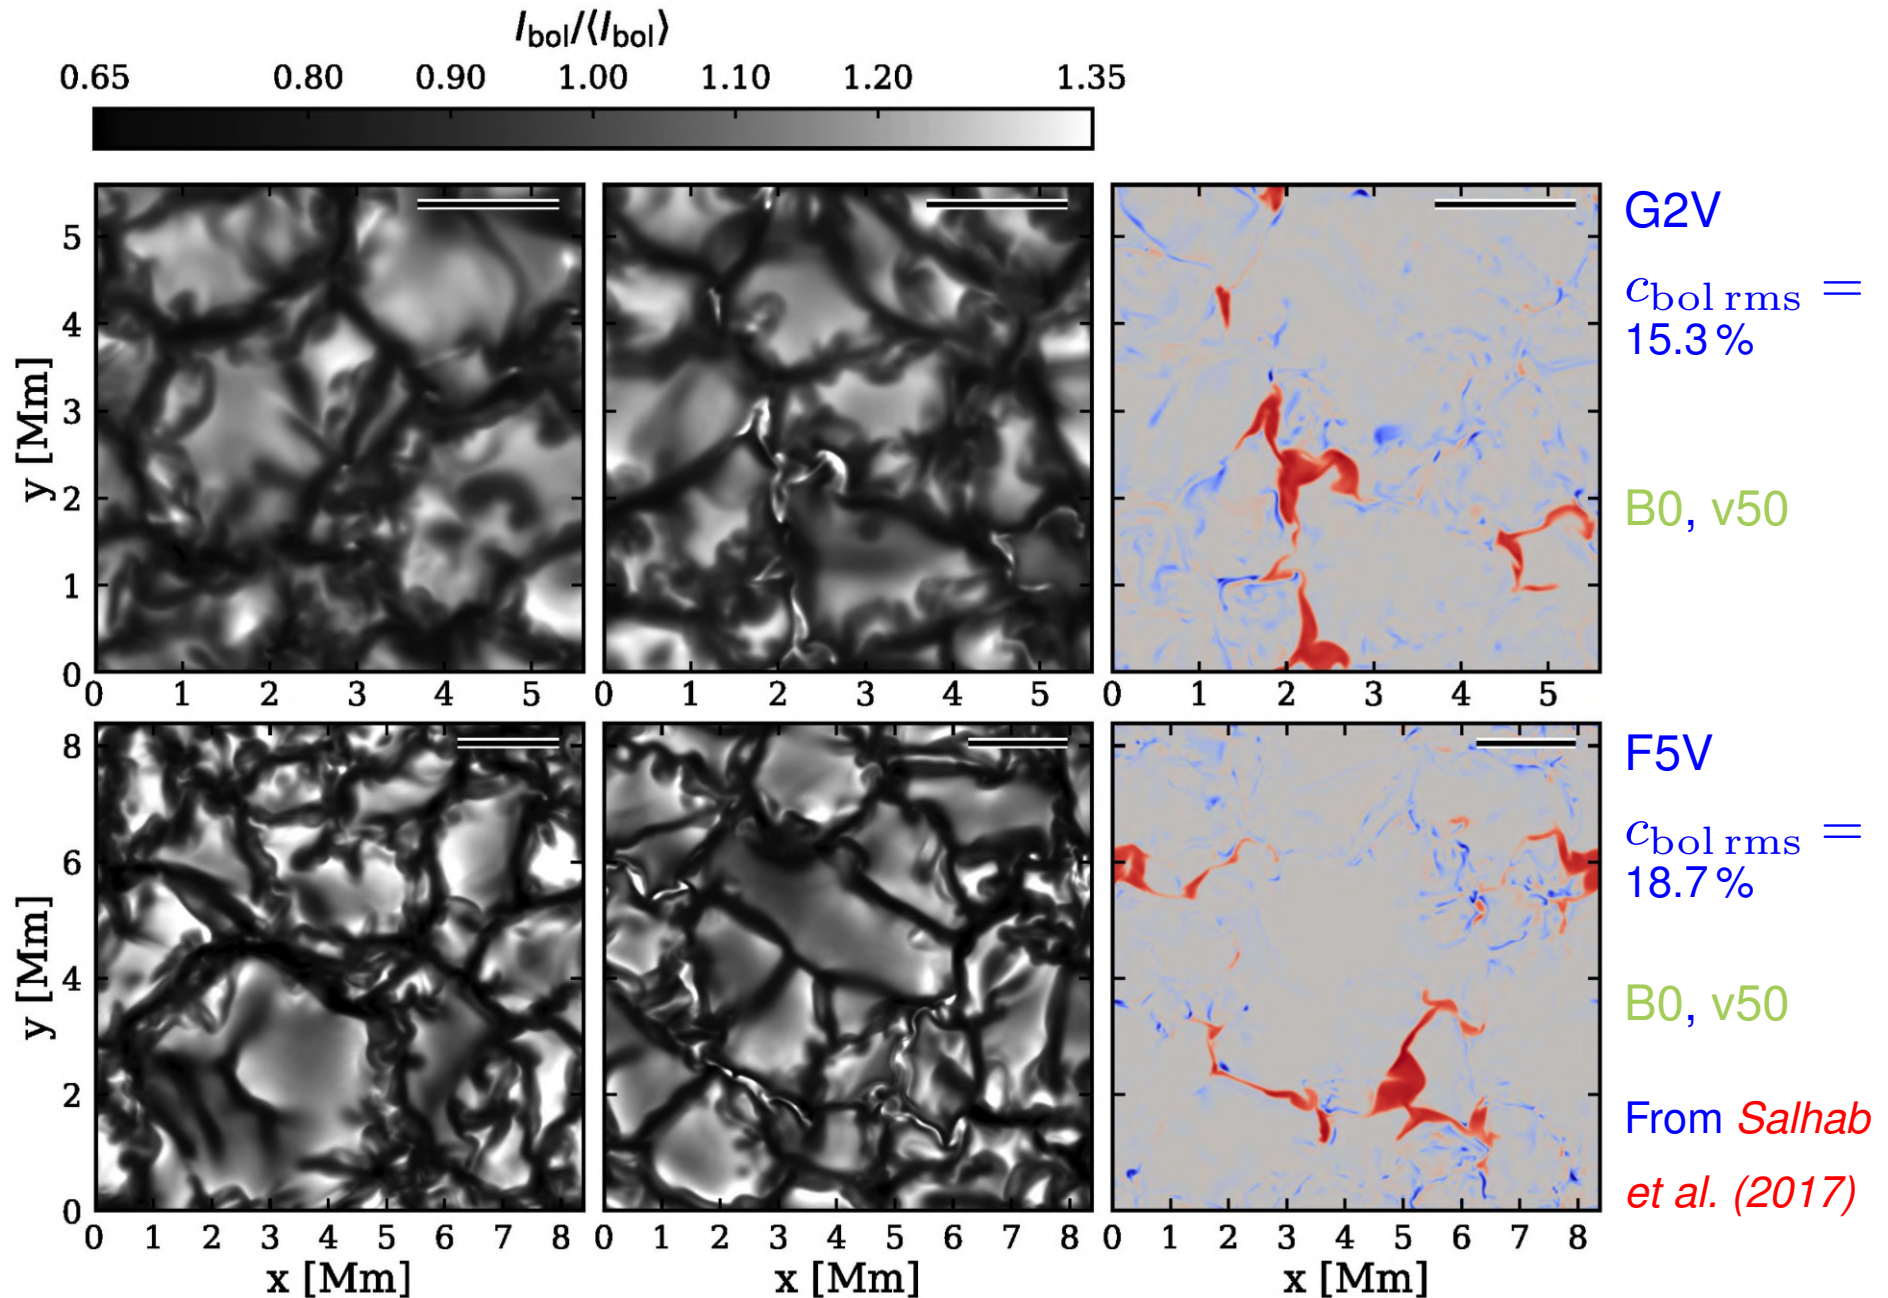 I_bol/⟨I_bol⟩
0.65 0.80 0.90 1.00 1.10 1.20 1.35
y [Mm]
5
4
3
2
1
0
0 1 2 3 4 5
0 1 2 3 4 5
0 1 2 3 4 5
G2V
c_bol rms =
15.3 %
B0, v50
y [Mm]
8
6
4
2
0
0 1 2 3 4 5 6 7 8
0 1 2 3 4 5 6 7 8
0 1 2 3 4 5 6 7 8
x [Mm]
x [Mm]
x [Mm]
F5V
c_bol rms =
18.7 %
B0, v50
From Salhab
et al. (2017)